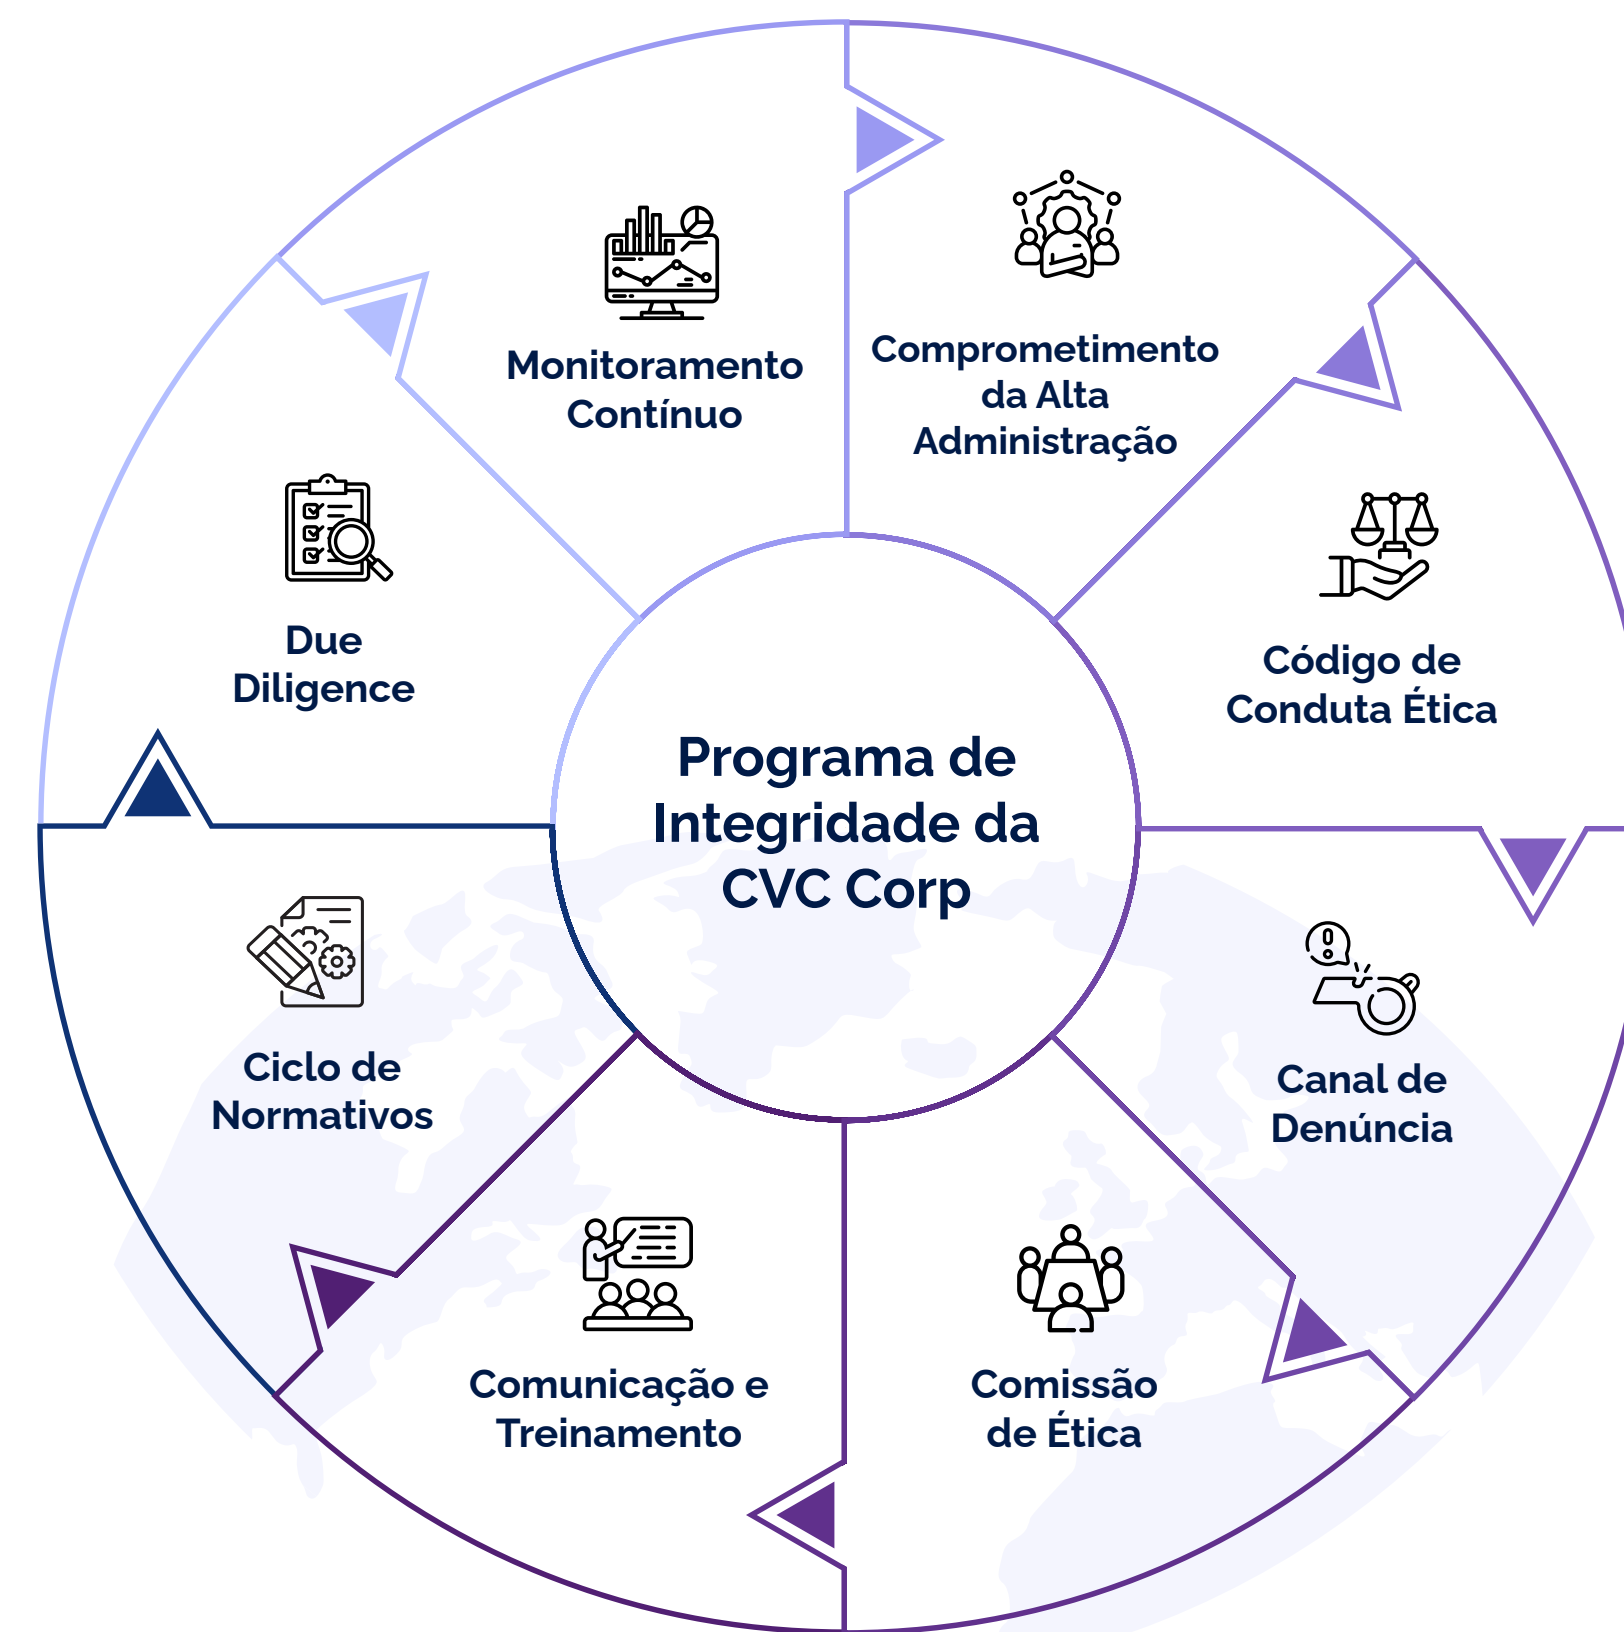 Monitoramento
Contínuo
Comprometimento
da Alta
Administração
Código de
Conduta Ética
Canal de
Denúncia
Comissão
de Ética
Comunicação e
Treinamento
Ciclo de
Normativos
Due
Diligence
Programa de
Integridade da
CVC Corp